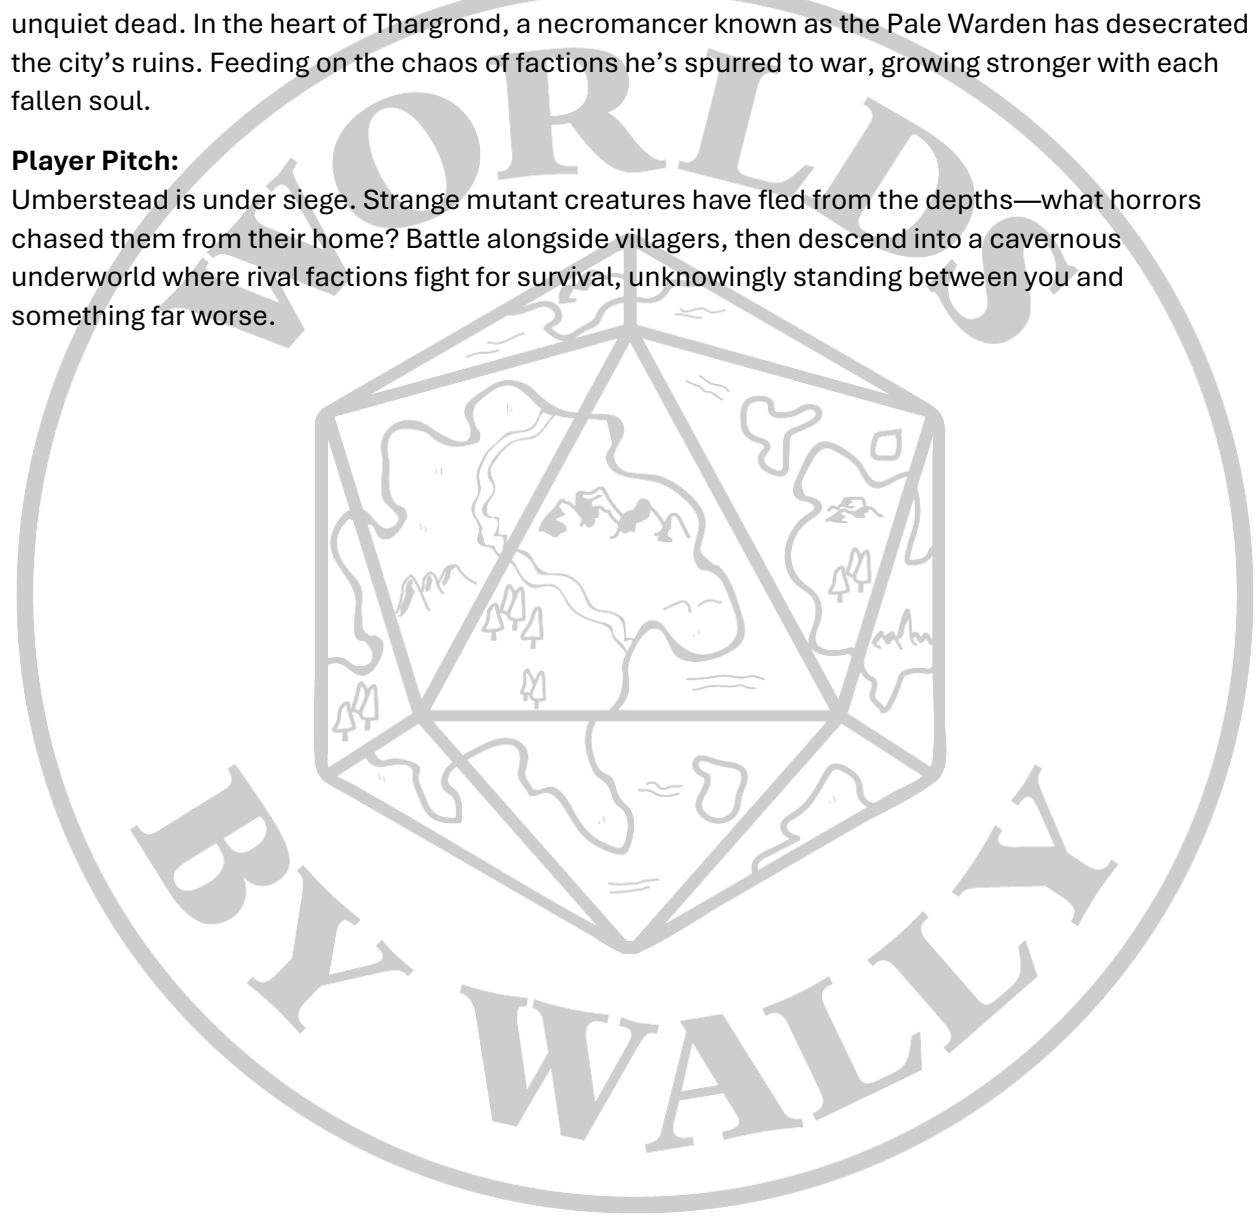 unquiet dead. In the heart of Thargrond, a necromancer known as the Pale Warden has desecrated
the city’s ruins. Feeding on the chaos of factions he’s spurred to war, growing stronger with each
fallen soul.
Player Pitch:
Umberstead is under siege. Strange mutant creatures have fled from the depths—what horrors
chased them from their home? Battle alongside villagers, then descend into a cavernous
underworld where rival factions fight for survival, unknowingly standing between you and
something far worse.
WORLDS
BY WALLY